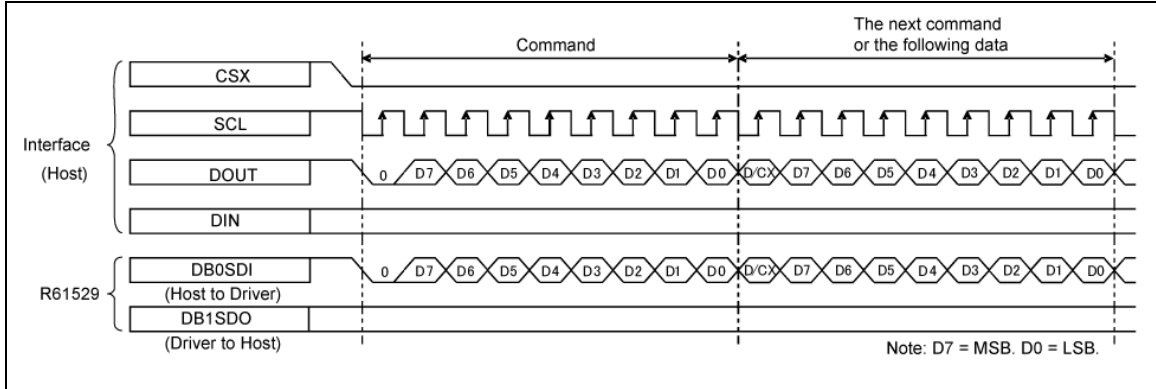 The next command
or the following data
Command
CSX
SCL
Interface
(Host)
DOUT
0 D7 D6 D5 D4 D3 D2 D1 D0 D/CX D7 D6 D5 D4 D3 D2 D1 D0
DIN
R61529
DB0SDI
0 D7 D6 D5 D4 D3 D2 D1 D0 D/CX D7 D6 D5 D4 D3 D2 D1 D0
(Host to Driver)
DB1SDO
(Driver to Host)
Note: D7 = MSB. D0 = LSB.